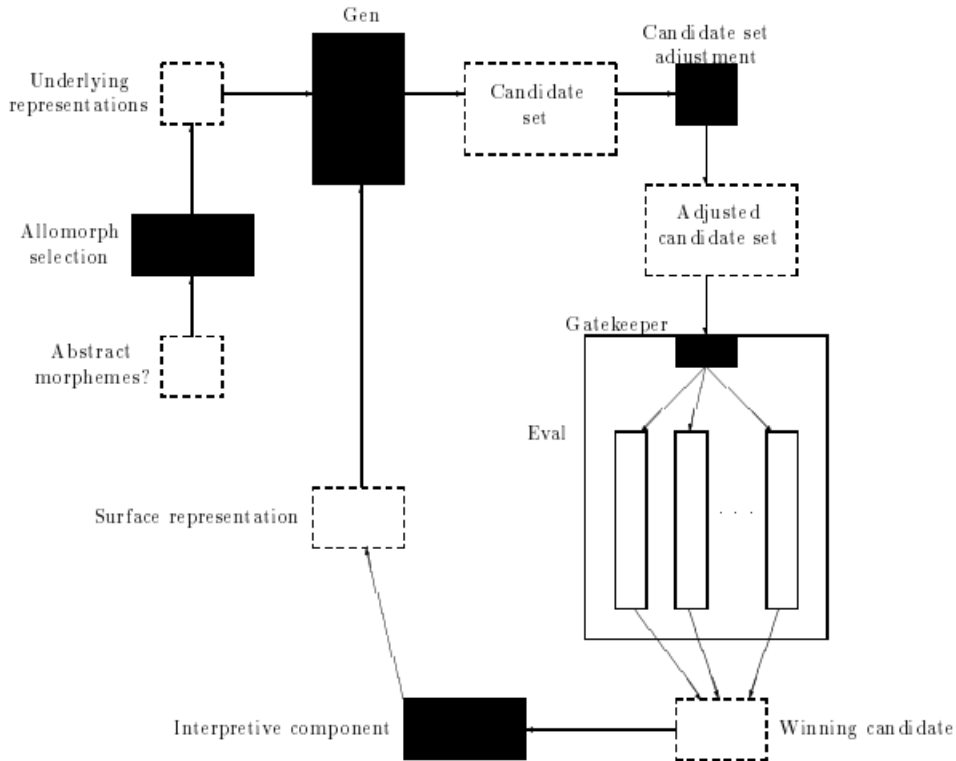 Gen
Candidate set
adjustment
Underlying
representations
Candidate
set
Allomorph
selection
Adjusted
candidate set
Gatekeeper
Abstract
morphemes?
Eval
. . .
Surface representation
Interpretive component
Winning candidate